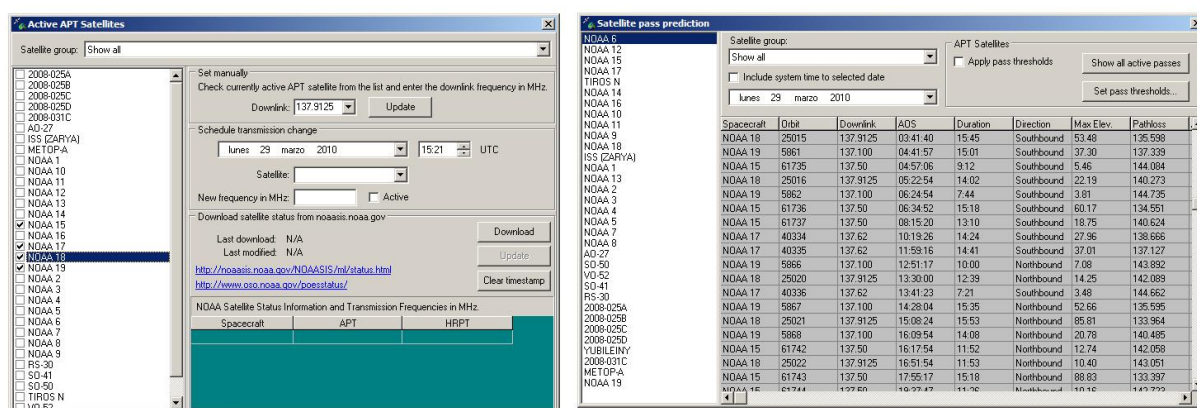 Active APT Satellites
Satellite group: Show all
2008-025A
2008-025B
2008-025C
2008-025D
2008-031C
AO-27
ISS (ZARYA)
METOP-A
NOAA 1
NOAA 10
NOAA 11
NOAA 12
NOAA 13
NOAA 14
NOAA 15
NOAA 16
NOAA 17
NOAA 18
NOAA 19
NOAA 2
NOAA 3
NOAA 4
NOAA 5
NOAA 6
NOAA 7
NOAA 8
NOAA 9
RS-30
SO-41
SO-50
TIROS N
VO-52
Set manually
Check currently active APT satellite from the list and enter the downlink frequency in MHz.
Downlink: 137.9125 Update
Schedule transmission change
lunes 29 marzo 2010 15:21 UTC
Satellite:
New frequency in MHz: Active
Download satellite status from noaasis.noaa.gov
Last download: N/A Download
Last modified: N/A Update
http://noaasis.noaa.gov/NOAASIS/ml/status.html
http://www.oso.noaa.gov/poesstatus/ Clear timestamp
NOAA Satellite Status Information and Transmission Frequencies in MHz.
Spacecraft APT HRPT
Satellite pass prediction
NOAA 6
NOAA 12
NOAA 15
NOAA 17
TIROS N
NOAA 14
NOAA 16
NOAA 10
NOAA 11
NOAA 9
NOAA 18
ISS (ZARYA)
NOAA 1
NOAA 13
NOAA 2
NOAA 3
NOAA 4
NOAA 5
NOAA 7
NOAA 8
AO-27
SO-50
VO-52
SO-41
RS-30
2008-025A
2008-025B
2008-025C
2008-025D
YUBILEINY
2008-031C
METOP-A
NOAA 19
Satellite group:
Show all
Include system time to selected date
lunes 29 marzo 2010
APT Satellites
Apply pass thresholds Show all active passes
Set pass thresholds...
Spacecraft Orbit Downlink AOS Duration Direction Max Elev. Pathloss
NOAA 18 25015 137.9125 03:41:40 15:45 Southbound 53.48 135.598
NOAA 19 5861 137.100 04:41:57 15:01 Southbound 37.30 137.339
NOAA 15 61735 137.50 04:57:06 9:12 Southbound 5.46 144.084
NOAA 18 25016 137.9125 05:22:54 14:02 Southbound 22.19 140.273
NOAA 19 5862 137.100 06:24:54 7:44 Southbound 3.81 144.735
NOAA 15 61736 137.50 06:34:52 15:18 Southbound 60.17 134.551
NOAA 15 61737 137.50 08:15:20 13:10 Southbound 18.75 140.624
NOAA 17 40334 137.62 10:19:26 14:24 Southbound 27.96 138.666
NOAA 17 40335 137.62 11:59:16 14:41 Southbound 37.01 137.127
NOAA 19 5866 137.100 12:51:17 10:00 Northbound 7.08 143.892
NOAA 18 25020 137.9125 13:30:00 12:39 Northbound 14.25 142.089
NOAA 17 40336 137.62 13:41:23 7:21 Southbound 3.48 144.662
NOAA 19 5867 137.100 14:28:04 15:35 Northbound 52.66 135.595
NOAA 18 25021 137.9125 15:08:24 15:53 Northbound 85.81 133.964
NOAA 19 5868 137.100 16:09:54 14:08 Northbound 20.78 140.485
NOAA 15 61742 137.50 16:17:54 11:52 Northbound 12.74 142.058
NOAA 18 25022 137.9125 16:51:54 11:53 Northbound 10.40 143.051
NOAA 15 61743 137.50 17:55:17 15:18 Northbound 88.83 133.397
NOAA 15 61744 137.50 19:37:47 11:26 Northbound 10.16